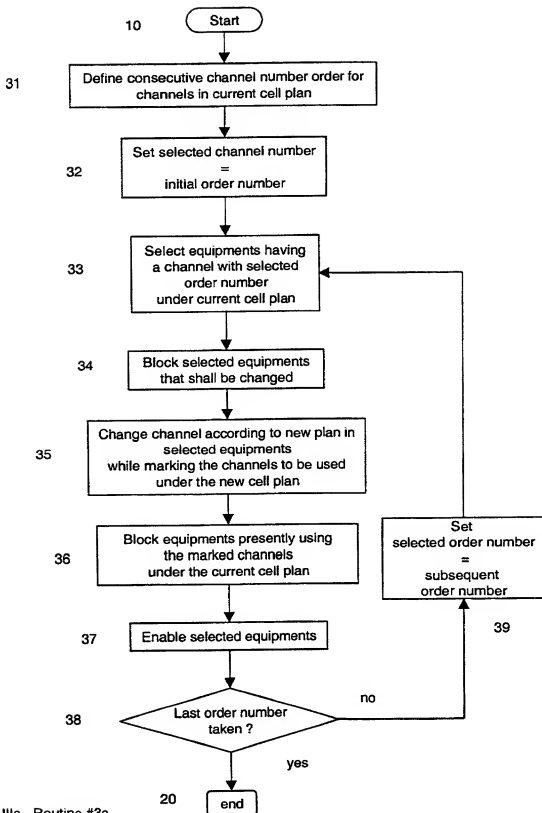 10
Start
31
Define consecutive channel number order for
channels in current cell plan
32
Set selected channel number
=
initial order number
33
Select equipments having
a channel with selected
order number
under current cell plan
34
Block selected equipments
that shall be changed
35
Change channel according to new plan in
selected equipments
while marking the channels to be used
under the new cell plan
36
Block equipments presently using
the marked channels
under the current cell plan
Set
selected order number
=
subsequent
order number
39
37
Enable selected equipments
38
Last order number
taken ?
no
yes
20
end
Routine #3a